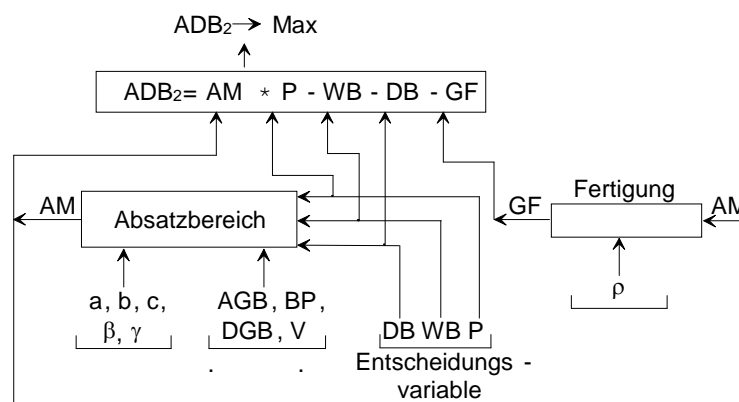 ADB₂ → Max
ADB₂= AM * P - WB - DB - GF
Fertigung
AM
Absatzbereich
GF
AM
a, b, c,
β, γ
AGB, BP,
DGB, V
ρ
DB WB P
Entscheidungs -
variable